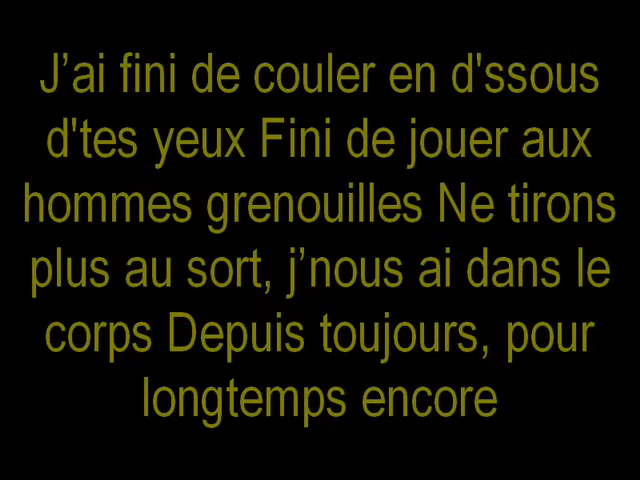 J’ai fini de couler en d'ssous
d'tes yeux Fini de jouer aux
hommes grenouilles Ne tirons
plus au sort, j’nous ai dans le
corps Depuis toujours, pour
longtemps encore